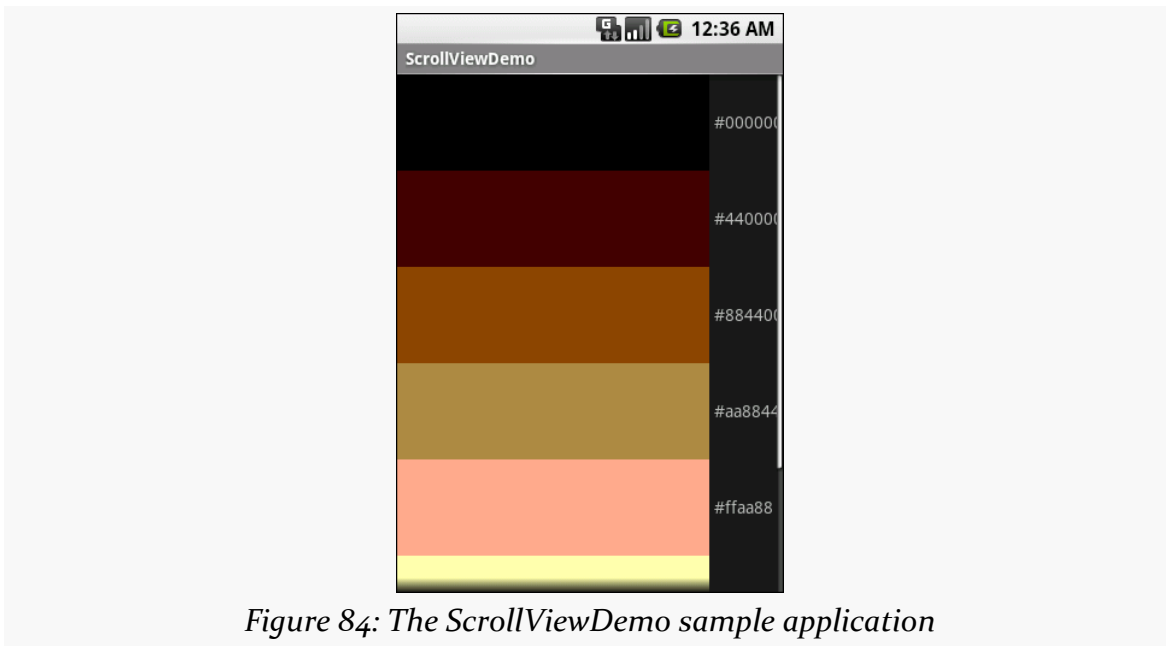 12:36 AM
ScrollViewDemo
#000000
#440000
#884400
#aa8844
#ffaa88
Figure 84: The ScrollViewDemo sample application